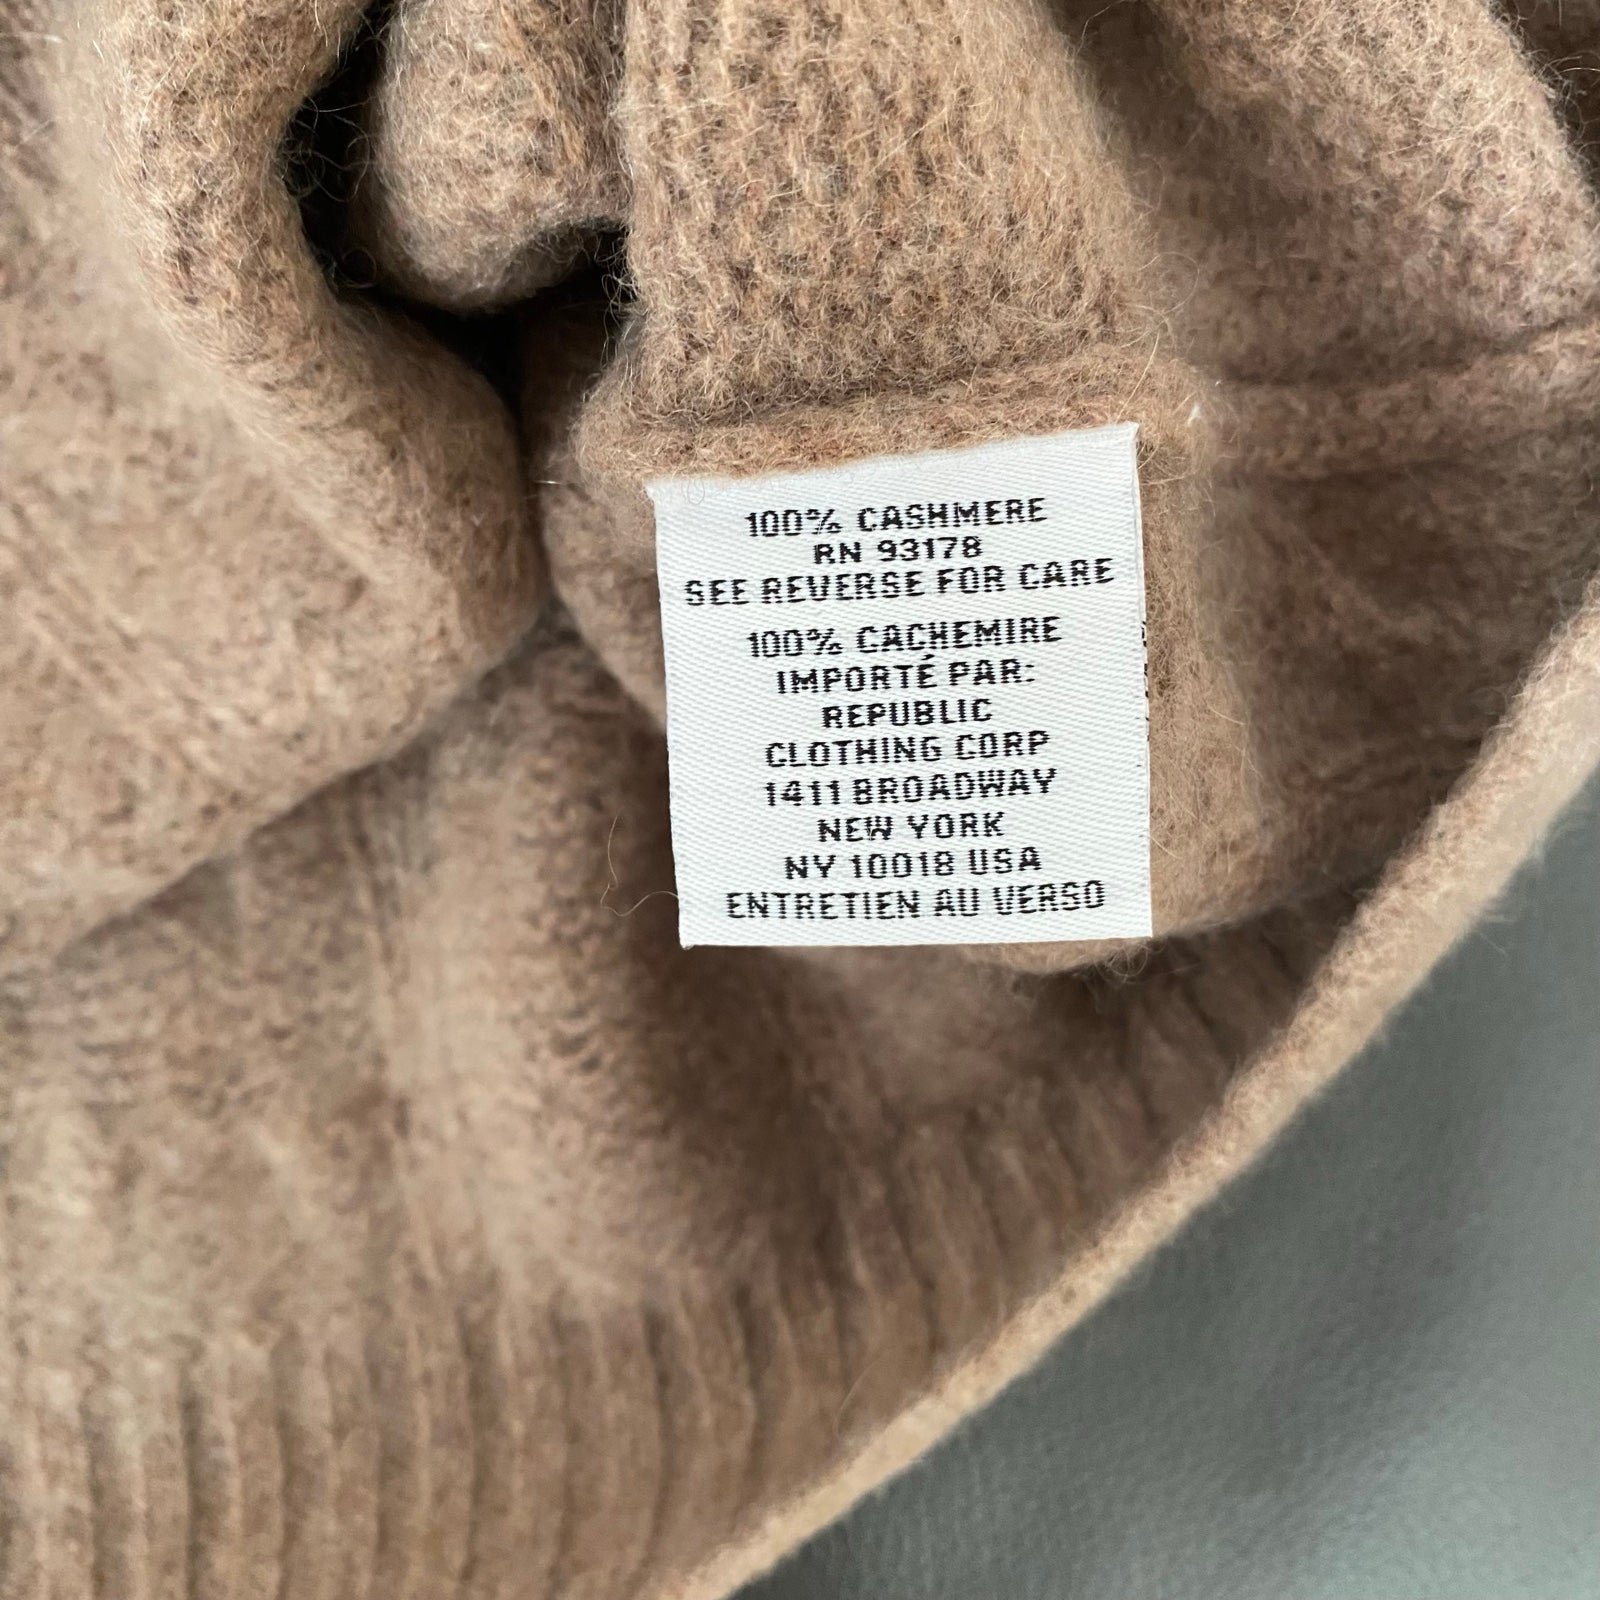 100% CASHMERE
RN 93178
SEE REVERSE FOR CARE
100% CACHEMIRE
IMPORTÉ PAR:
REPUBLIC
CLOTHING CORP
1411 BROADWAY
NEW YORK
NY 10018 USA
ENTRETIEN AU VERSO